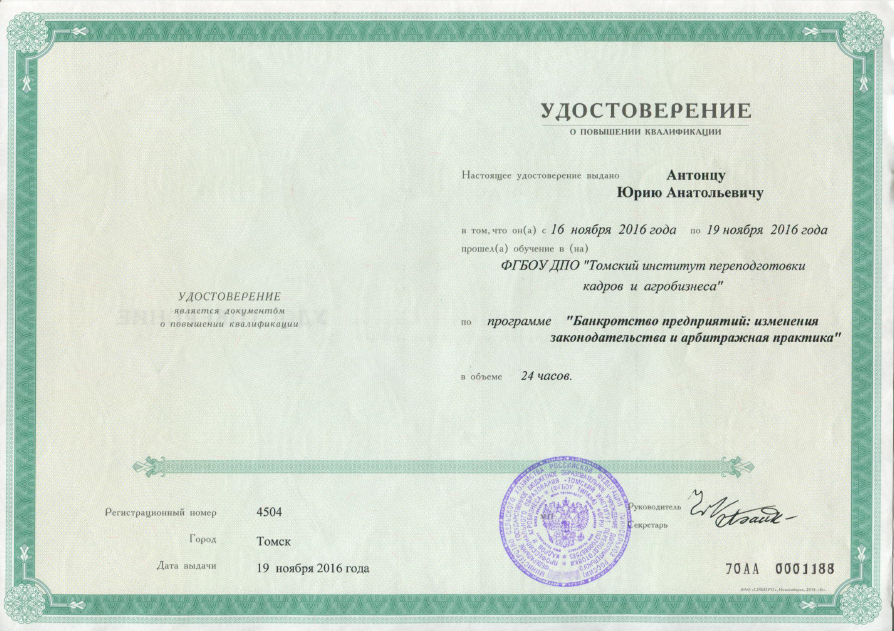 УДОСТОВЕРЕНИЕ
является документом
о повышении квалификации
Регистрационный номер 4504
Город Томск
Дата выдачи 19 ноября 2016 года
УДОСТОВЕРЕНИЕ
О ПОВЫШЕНИИ КВАЛИФИКАЦИИ
Настоящее удостоверение выдано Антонцу
Юрию Анатольевичу
в том, что он(а) с 16 ноября 2016 года по 19 ноября 2016 года
прошел(а) обучение в (на)
ФГБОУ ДПО "Томский институт переподготовки
кадров и агробизнеса"
по программе "Банкротство предприятий: изменения
законодательства и арбитражная практика"
в объеме 24 часов.
Руководитель
Секретарь
70АА 0001188